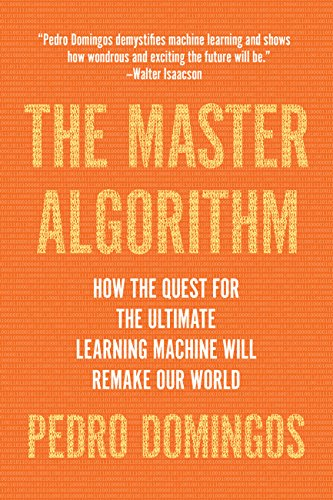 “Pedro Domingos demystifies machine learning and shows
how wondrous and exciting the future will be.”
–Walter Isaacson
THE MASTER
ALGORITHM
HOW THE QUEST FOR
THE ULTIMATE
LEARNING MACHINE WILL
REMAKE OUR WORLD
PEDRO DOMINGOS